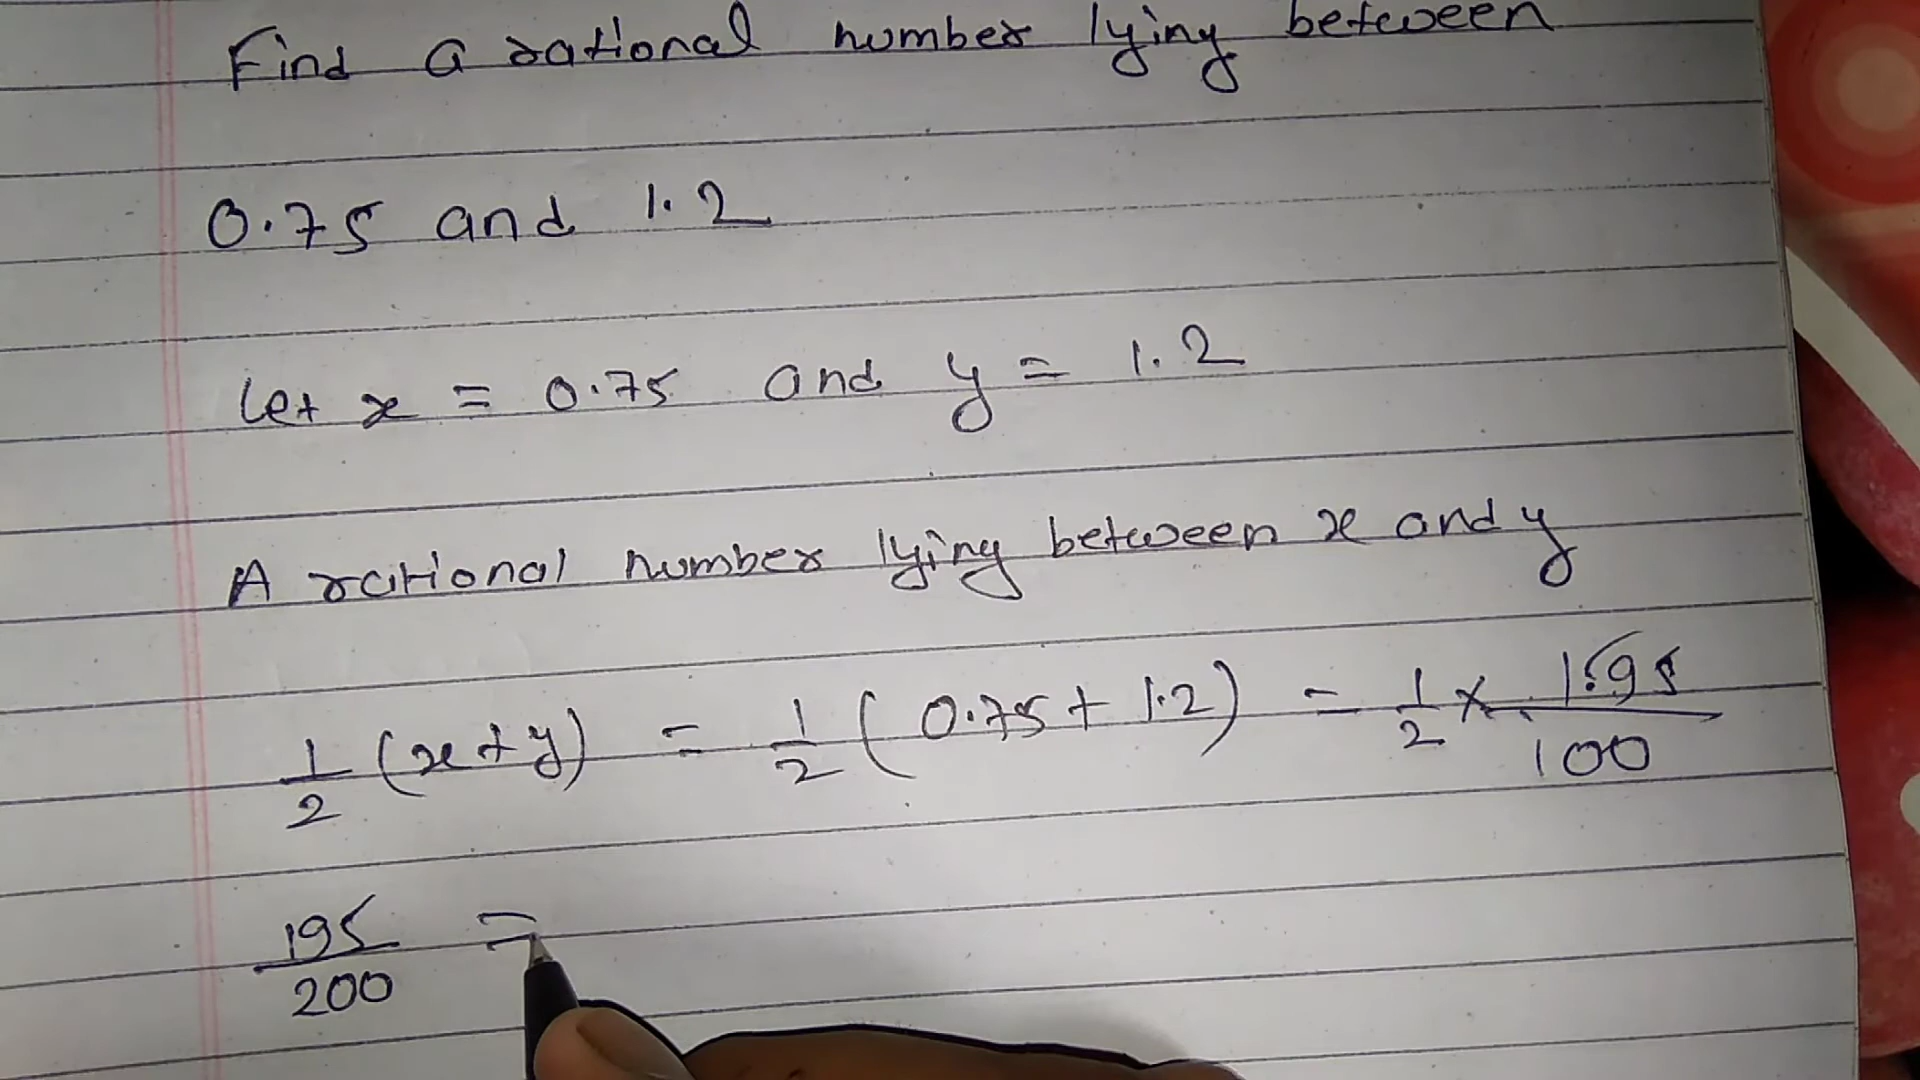 Find a rational number lying between
0.75 and 1.2
Let x = 0.75 and y = 1.2
A rational number lying between x and y
1/2 (x+y) = 1/2 (0.75 + 1.2) = 1/2 × 1.95/100
195/200 =